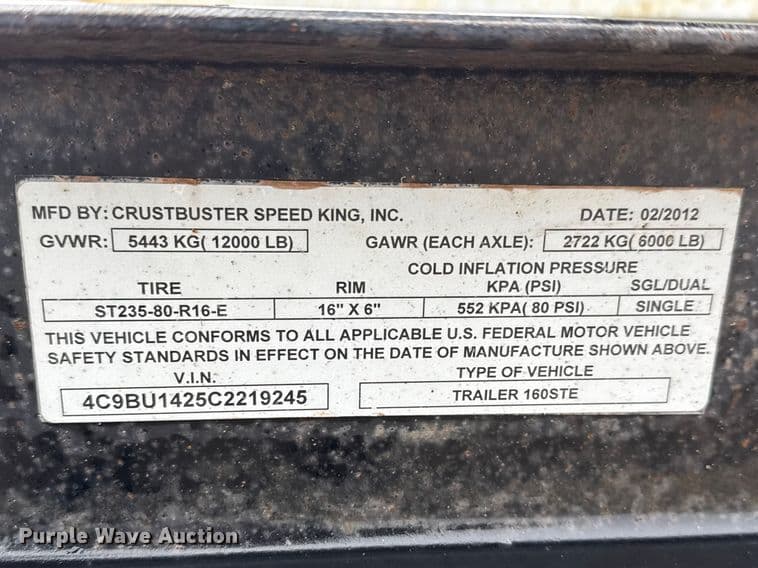 MFD BY: CRUSTBUSTER SPEED KING, INC. DATE: 02/2012
GVWR: 5443 KG( 12000 LB) GAWR (EACH AXLE): 2722 KG( 6000 LB)
COLD INFLATION PRESSURE
TIRE RIM KPA (PSI) SGL/DUAL
ST235-80-R16-E 16" X 6" 552 KPA( 80 PSI) SINGLE
THIS VEHICLE CONFORMS TO ALL APPLICABLE U.S. FEDERAL MOTOR VEHICLE
SAFETY STANDARDS IN EFFECT ON THE DATE OF MANUFACTURE SHOWN ABOVE.
V.I.N. TYPE OF VEHICLE
4C9BU1425C2219245 TRAILER 160STE
Purple Wave Auction